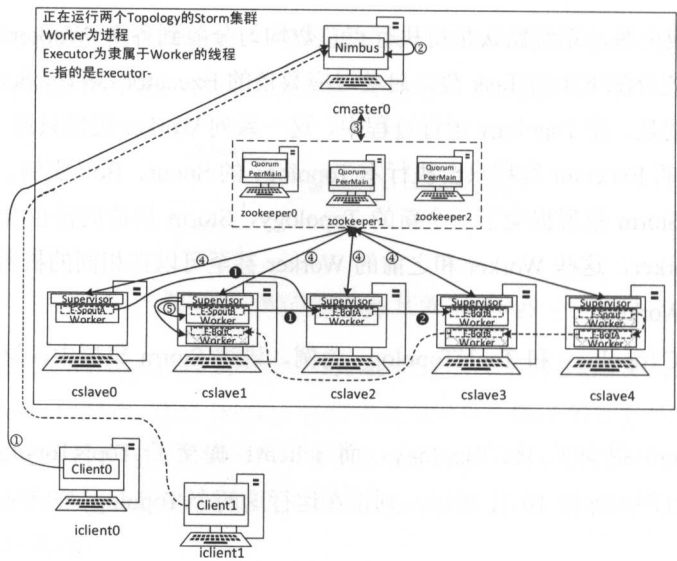 正在运行两个Topology的Storm集群
Worker为进程
Executor为隶属于Worker的线程
E-指的是Executor
Nimbus
②
cmaster0
③
Quorum
PeerMain
Quorum
PeerMain
Quorum
PeerMain
zookeeper0
zookeeper1
zookeeper2
④
❶
④
④
④
Supervisor
E-SpoutA
Worker
Supervisor
E-SpoutB
Worker
⑤
E-BoltC
Worker
❶
Supervisor
E-BoltA
Worker
❷
Supervisor
E-BoltB
Worker
E-BoltB
Worker
Supervisor
E-Spout
Worker
E-BoltA
Worker
cslave0
cslave1
cslave2
cslave3
cslave4
①
Client0
iclient0
Client1
iclient1